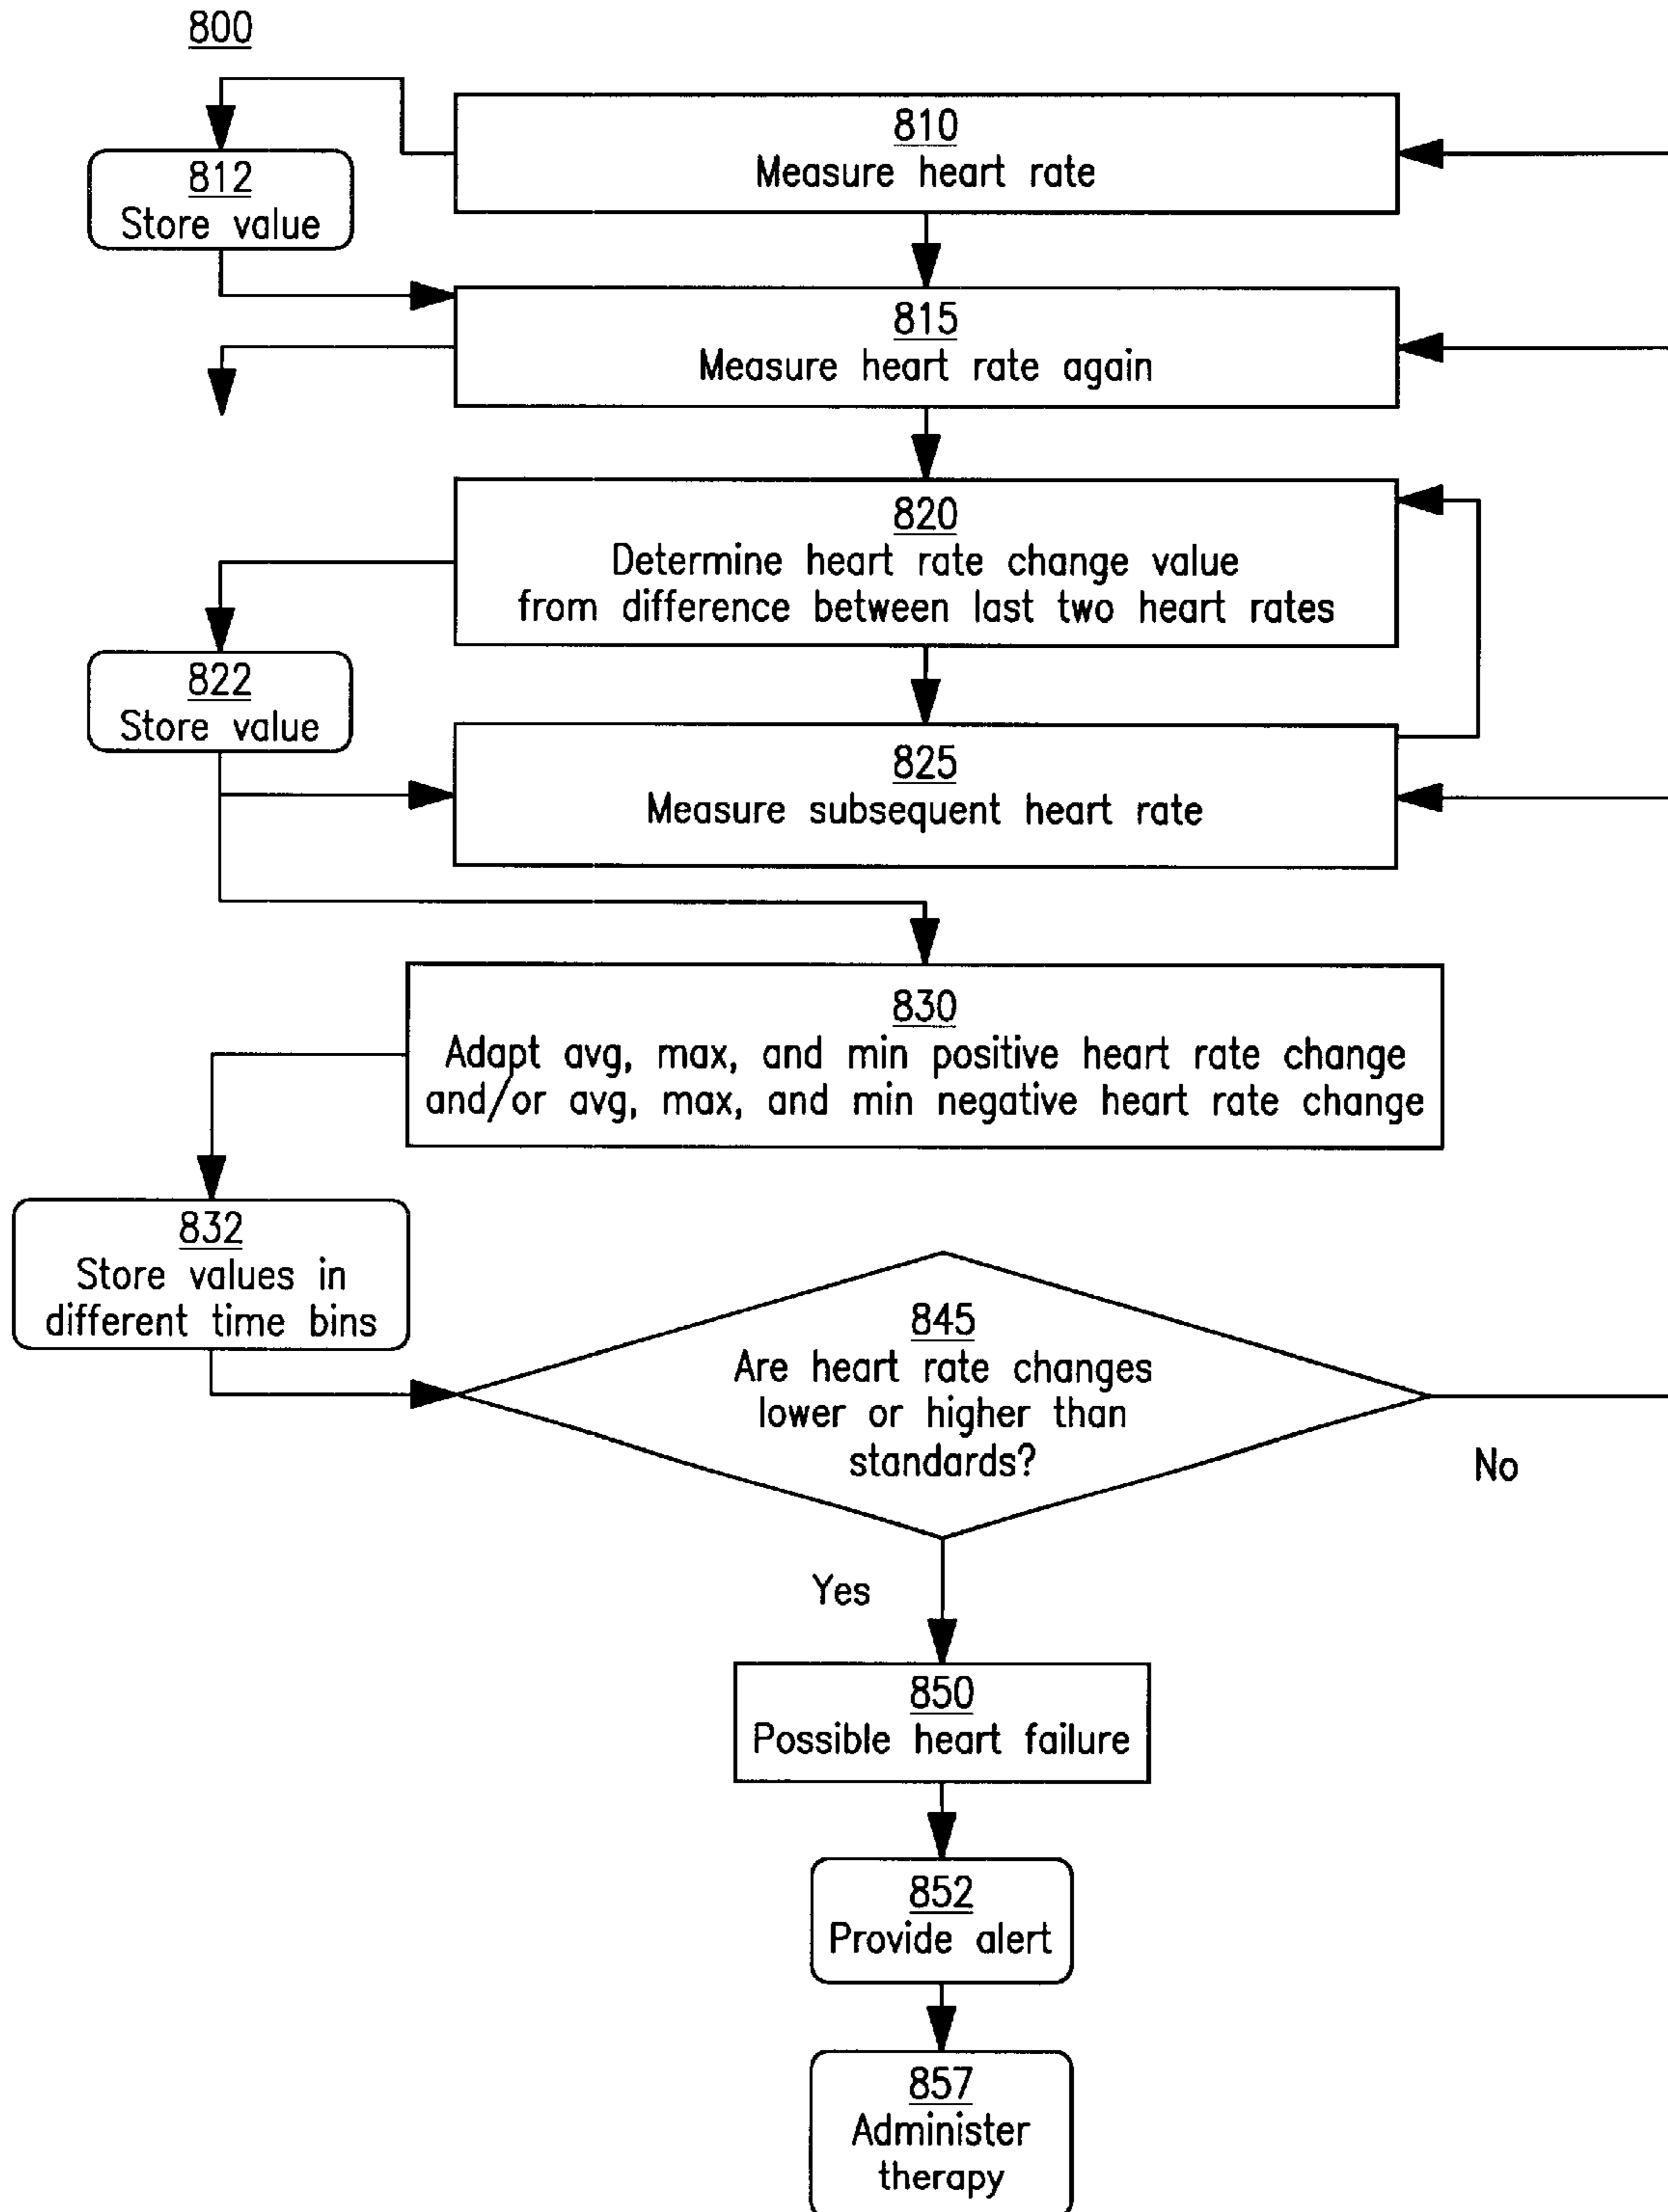 800
810
Measure heart rate
812
Store value
815
Measure heart rate again
820
Determine heart rate change value
from difference between last two heart rates
822
Store value
825
Measure subsequent heart rate
830
Adapt avg, max, and min positive heart rate change
and/or avg, max, and min negative heart rate change
832
Store values in
different time bins
845
Are heart rate changes
lower or higher than
standards?
No
Yes
850
Possible heart failure
852
Provide alert
857
Administer
therapy